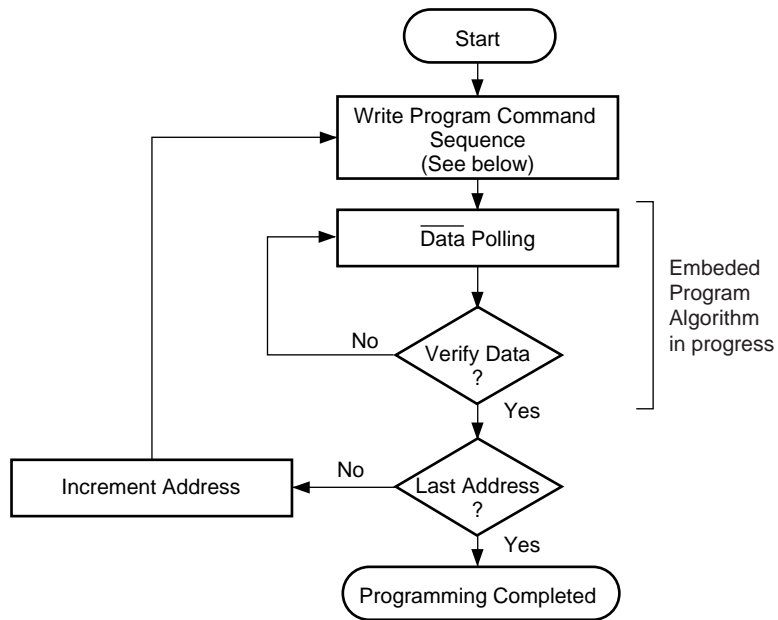 Start
Write Program Command
Sequence
(See below)
Data Polling
Embeded
Program
Algorithm
in progress
No
Verify Data
?
Yes
No
Increment Address
Last Address
?
Yes
Programming Completed